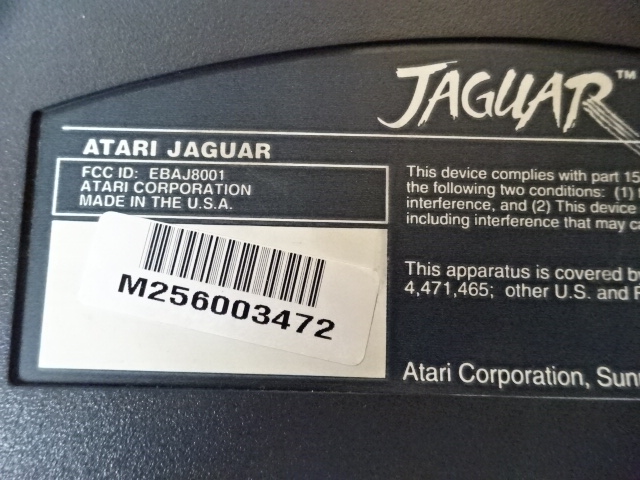 JAGUAR™
ATARI JAGUAR
FCC ID: EBAJ8001
ATARI CORPORATION
MADE IN THE U.S.A.
M256003472
This device complies with part 15
the following two conditions: (1)
interference, and (2) This device
including interference that may
This apparatus is covered
4,471,465; other U.S. and
Atari Corporation,